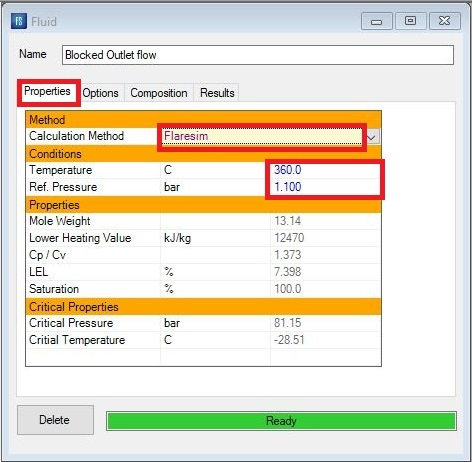 FS Fluid
Name Blocked Outlet flow
Properties Options Composition Results
Method
Calculation Method Flaresim
Conditions
Temperature C 360.0
Ref. Pressure bar 1.100
Properties
Mole Weight 13.14
Lower Heating Value kJ/kg 12470
Cp / Cv 1.373
LEL % 7.398
Saturation % 100.0
Critical Properties
Critical Pressure bar 81.15
Critial Temperature C -28.51
Delete Ready